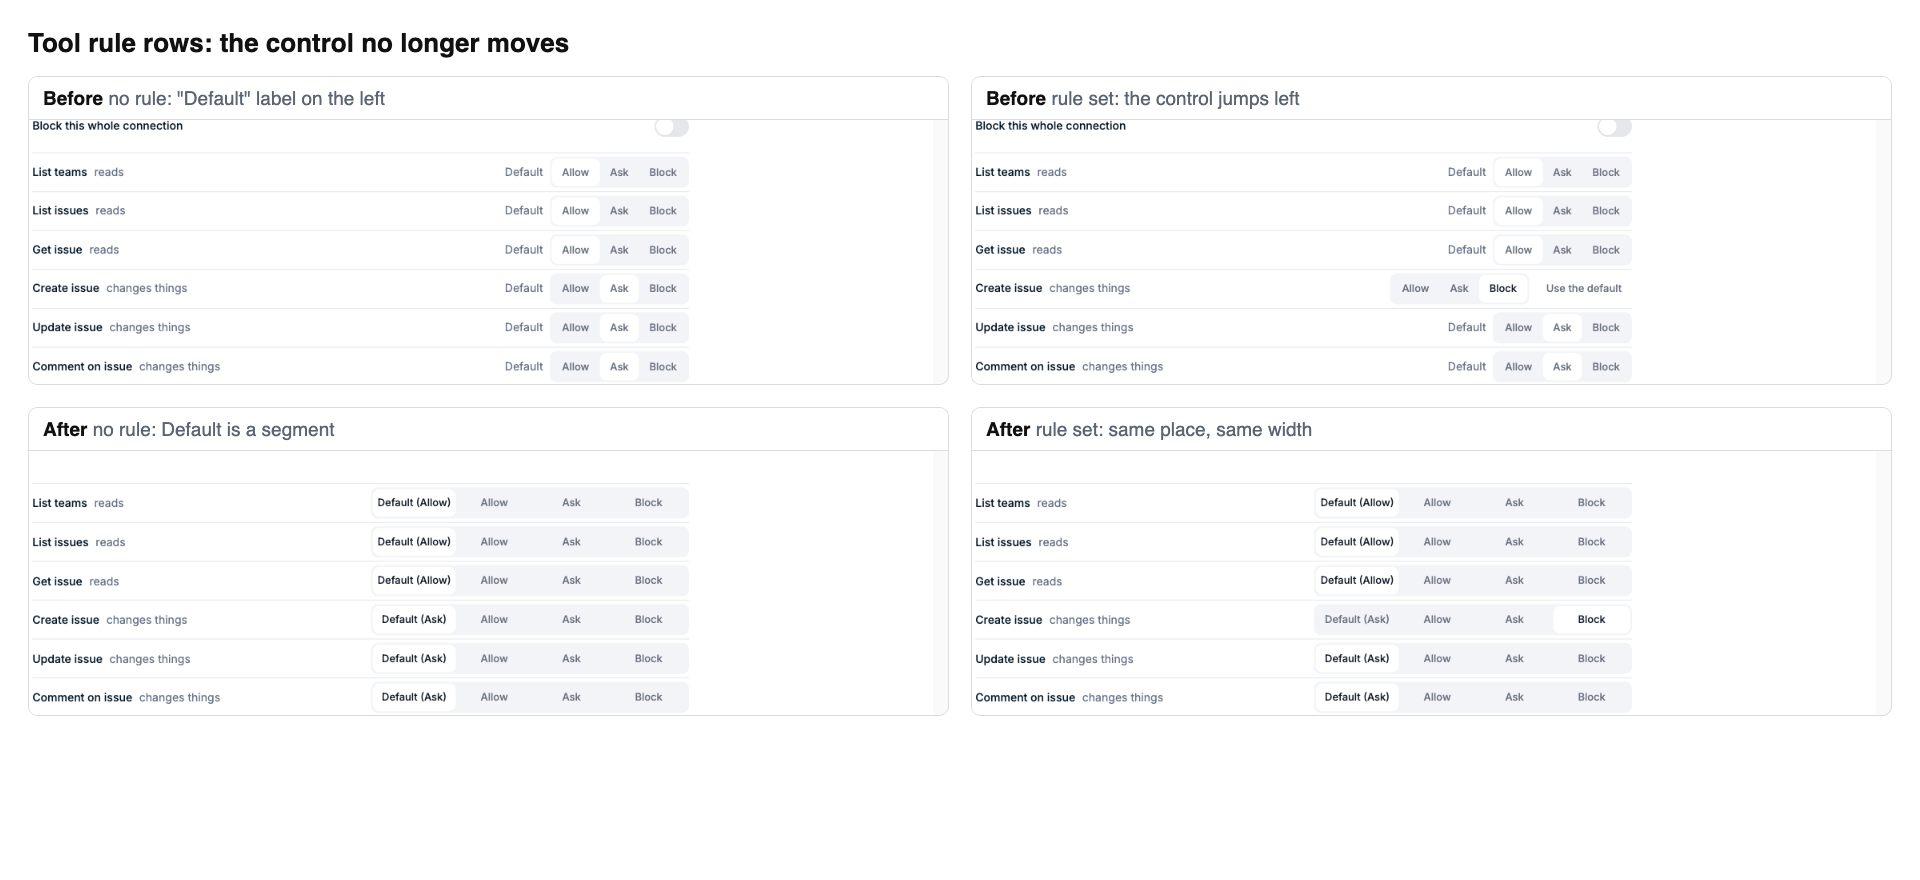 Tool rule rows: the control no longer moves
Before no rule: "Default" label on the left
Block this whole connection
List teams reads Default Allow Ask Block
List issues reads Default Allow Ask Block
Get issue reads Default Allow Ask Block
Create issue changes things Default Allow Ask Block
Update issue changes things Default Allow Ask Block
Comment on issue changes things Default Allow Ask Block
Before rule set: the control jumps left
Block this whole connection
List teams reads Default Allow Ask Block
List issues reads Default Allow Ask Block
Get issue reads Default Allow Ask Block
Create issue changes things Allow Ask Block Use the default
Update issue changes things Default Allow Ask Block
Comment on issue changes things Default Allow Ask Block
After no rule: Default is a segment
List teams reads Default (Allow) Allow Ask Block
List issues reads Default (Allow) Allow Ask Block
Get issue reads Default (Allow) Allow Ask Block
Create issue changes things Default (Ask) Allow Ask Block
Update issue changes things Default (Ask) Allow Ask Block
Comment on issue changes things Default (Ask) Allow Ask Block
After rule set: same place, same width
List teams reads Default (Allow) Allow Ask Block
List issues reads Default (Allow) Allow Ask Block
Get issue reads Default (Allow) Allow Ask Block
Create issue changes things Default (Ask) Allow Ask Block
Update issue changes things Default (Ask) Allow Ask Block
Comment on issue changes things Default (Ask) Allow Ask Block